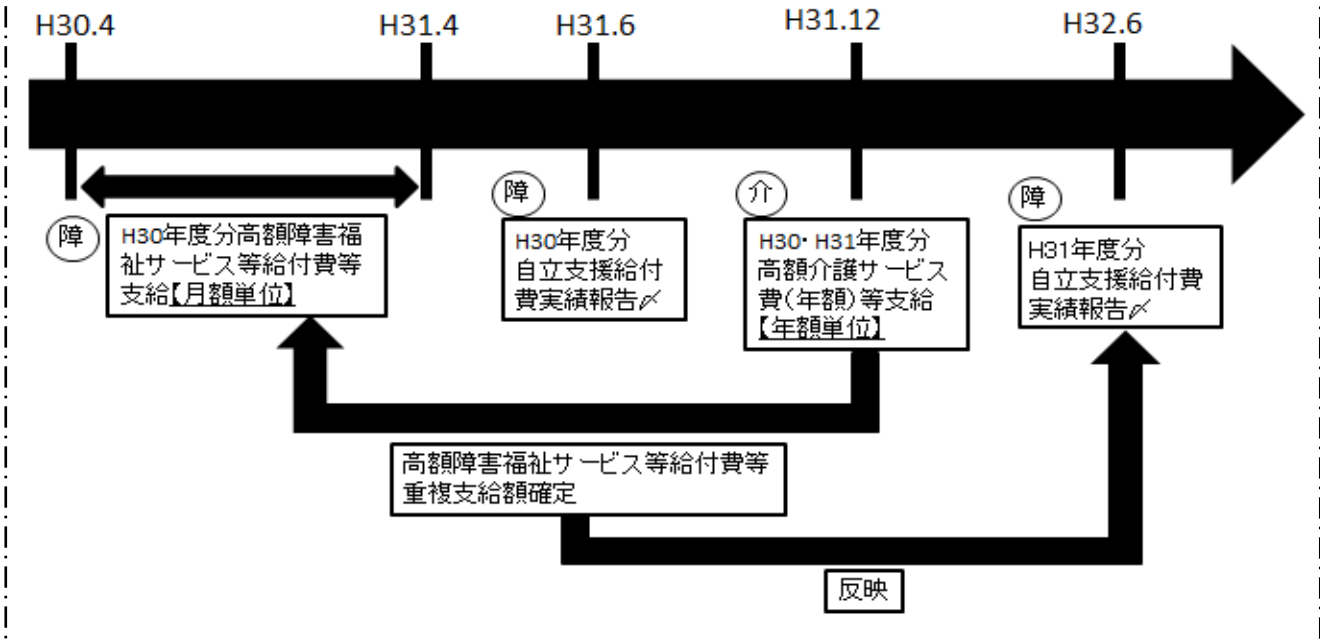 H30.4
H31.4
H31.6
H31.12
H32.6
障
H30年度分高額障害福
祉サービス等給付費等
支給【月額単位】
障
H30年度分
自立支援給付
費実績報告〆
介
H30・H31年度分
高額介護サービス
費(年額)等支給
【年額単位】
障
H31年度分
自立支援給付費
実績報告〆
高額障害福祉サービス等給付費等
重複支給額確定
反映